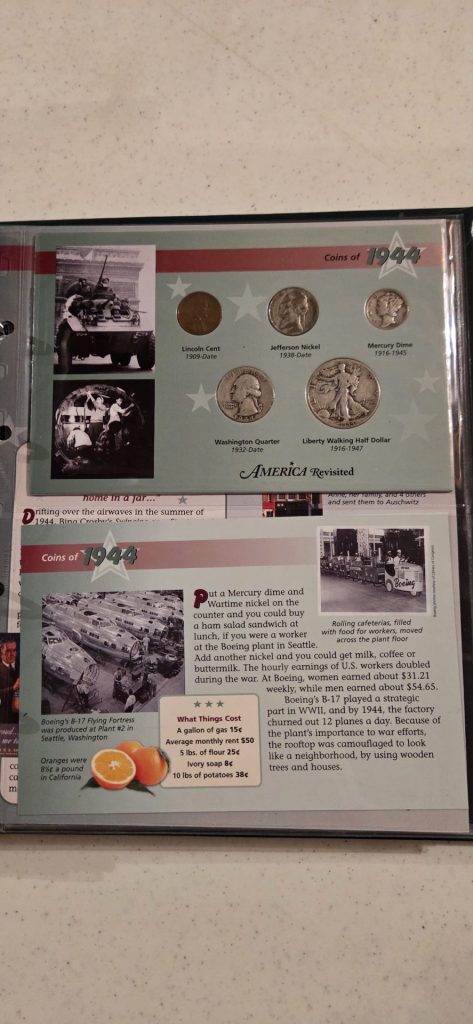 Coins of 1944
Lincoln Cent
1909-Date
Jefferson Nickel
1938-Date
Mercury Dime
1916-1945
Washington Quarter
1932-Date
Liberty Walking Half Dollar
1916-1947
AMERICA Revisited
home in a jar...
Drifting over the airwaves in the summer of
1944, Bing Crosby's
Anne, her family, and 4 others
and sent them to Auschwitz
Coins of 1944
Put a Mercury dime and
Wartime nickel on the
counter and you could buy
a ham salad sandwich at
lunch, if you were a worker
at the Boeing plant in Seattle.
Add another nickel and you could get milk, coffee or
buttermilk. The hourly earnings of U.S. workers doubled
during the war. At Boeing, women earned about $31.21
weekly, while men earned about $54.65.
Boeing's B-17 played a strategic
part in WWII, and by 1944, the factory
churned out 12 planes a day. Because of
the plant's importance to war efforts,
the rooftop was camouflaged to look
like a neighborhood, by using wooden
trees and houses.
Boeing
Rolling cafeterias, filled
with food for workers, moved
across the plant floor
Boeing's B-17 Flying Fortress
was produced at Plant #2 in
Seattle, Washington
Oranges were
8½¢ a pound
in California
What Things Cost
A gallon of gas 15¢
Average monthly rent $50
5 lbs. of flour 25¢
Ivory soap 8¢
10 lbs of potatoes 38¢